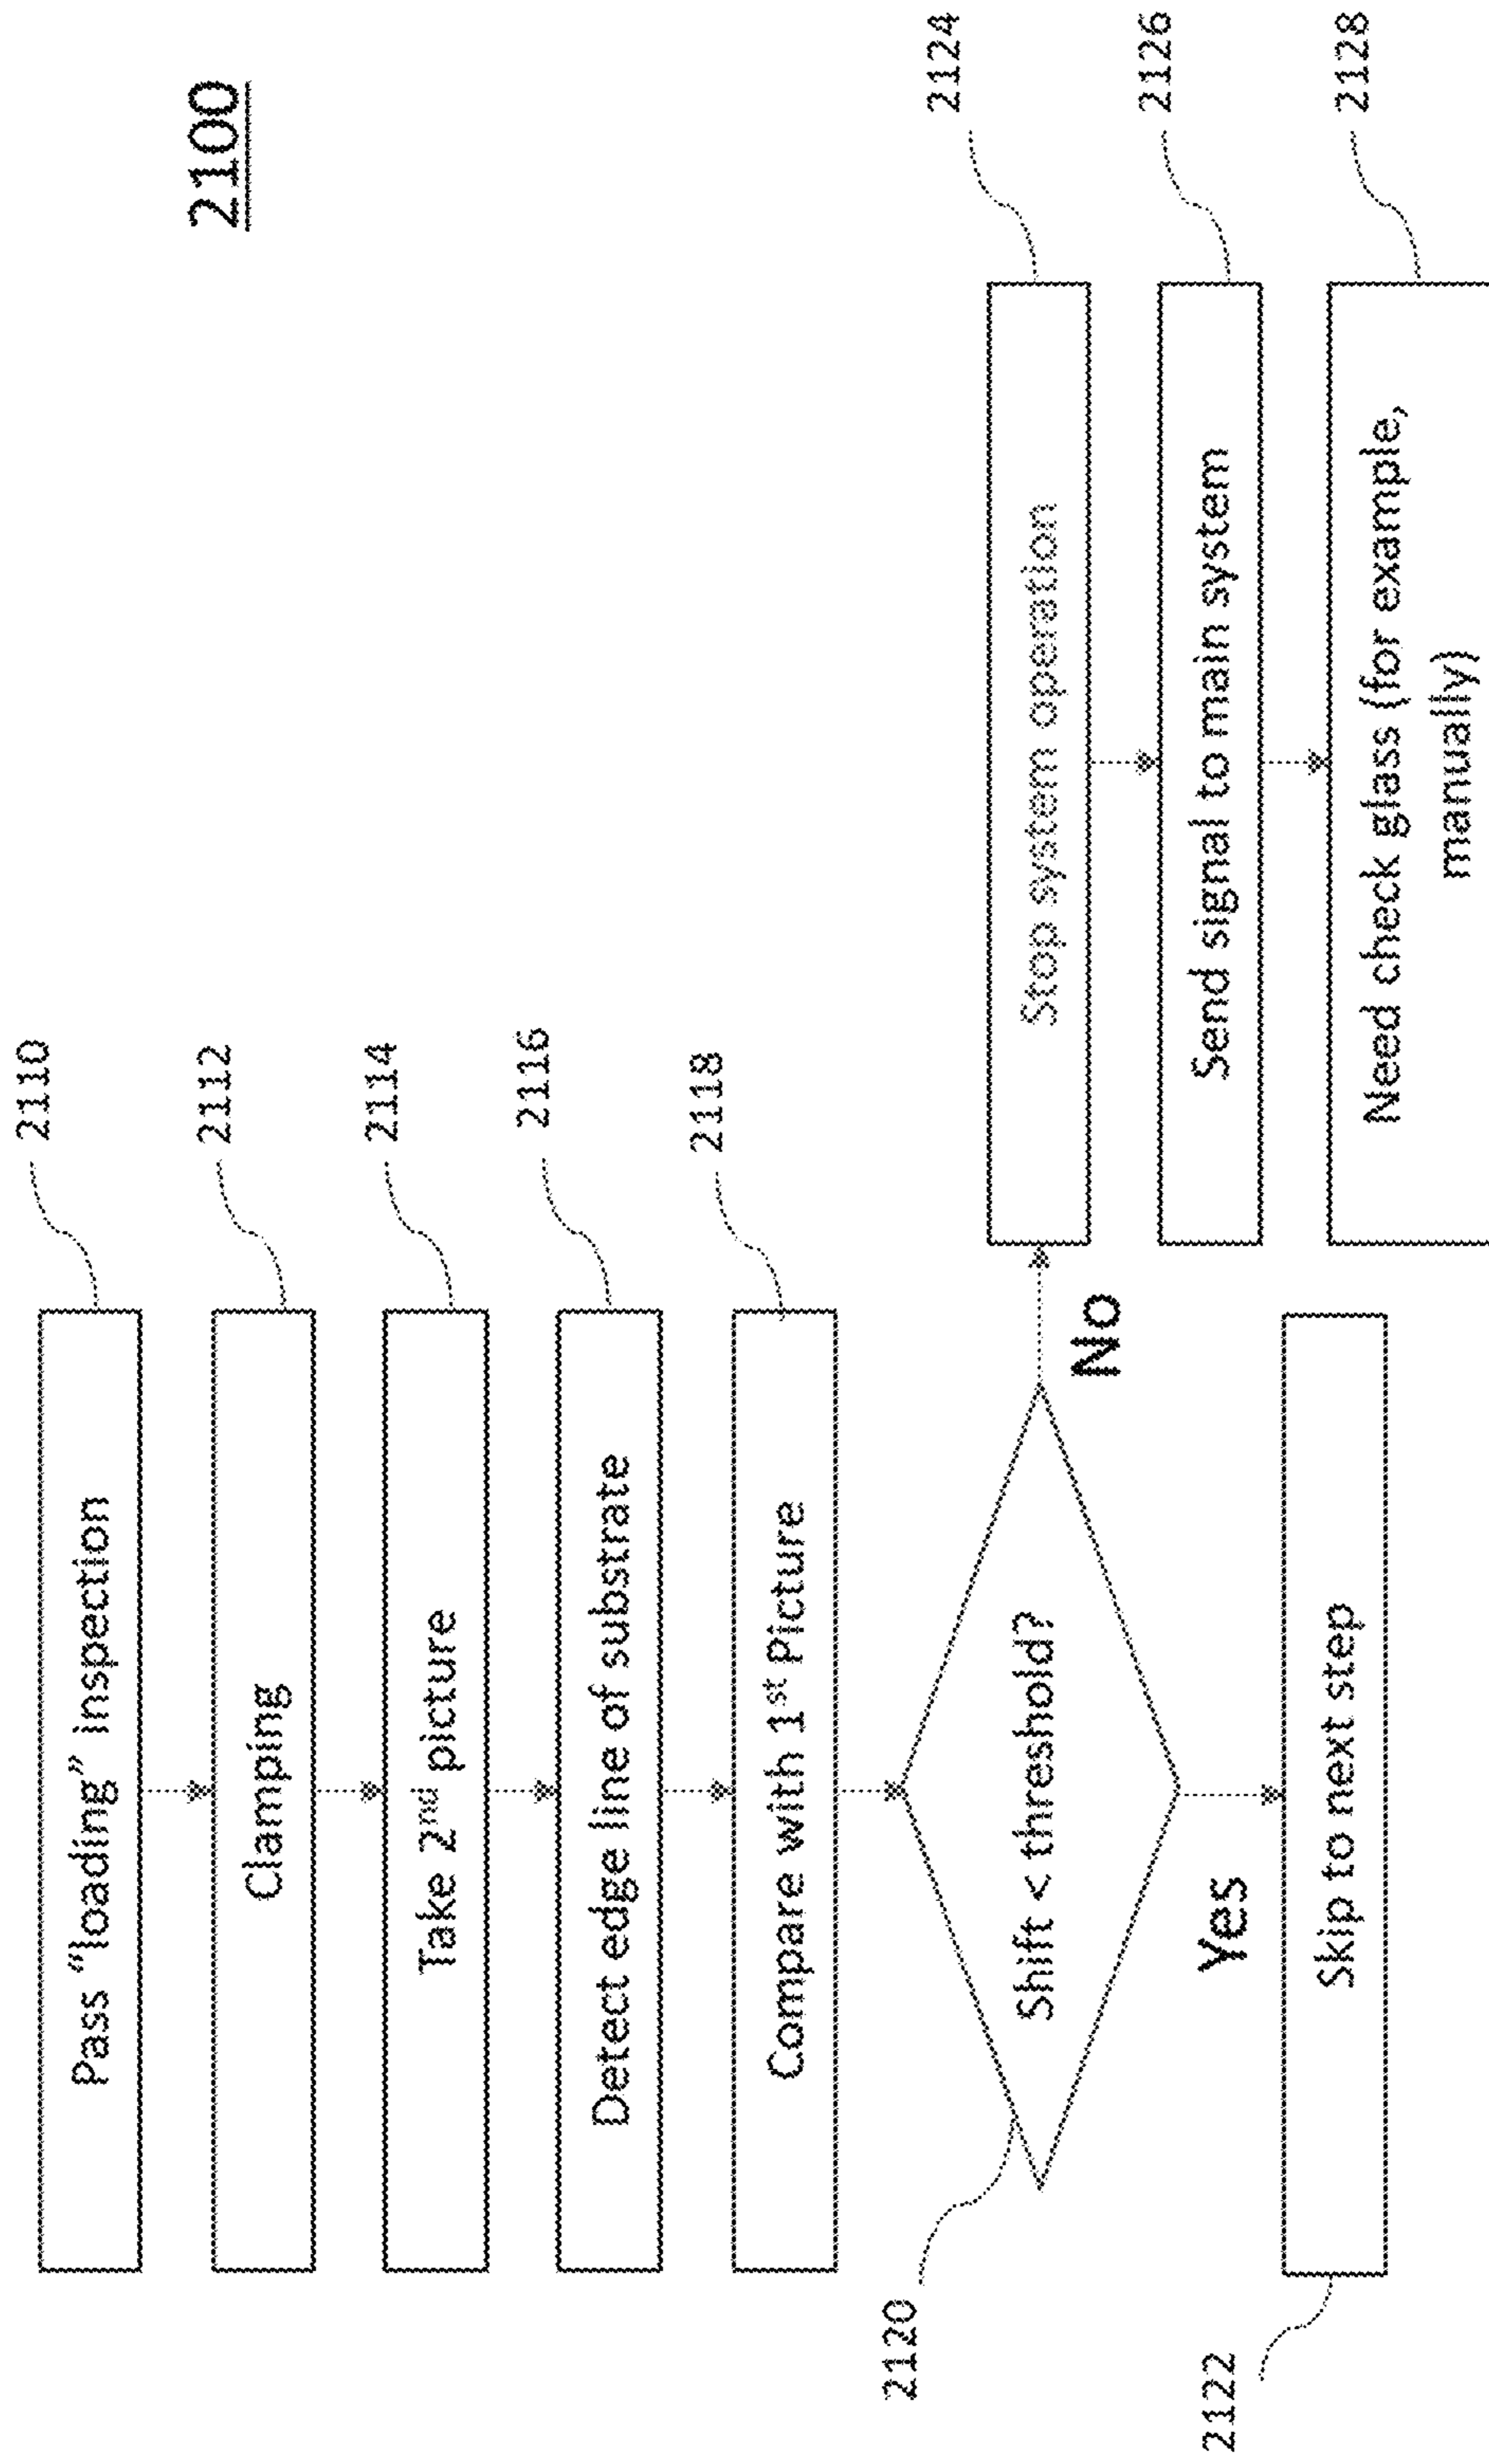 2100
Pass “loading” inspection
2110
Clamping
2112
Take 2nd picture
2114
Detect edge line of substrate
2116
Compare with 1st Picture
2118
Shift < threshold?
2120
No
Yes
Skip to next step
2122
Stop system operation
2124
Send signal to main system
2126
Need check glass (for example,
manually)
2128